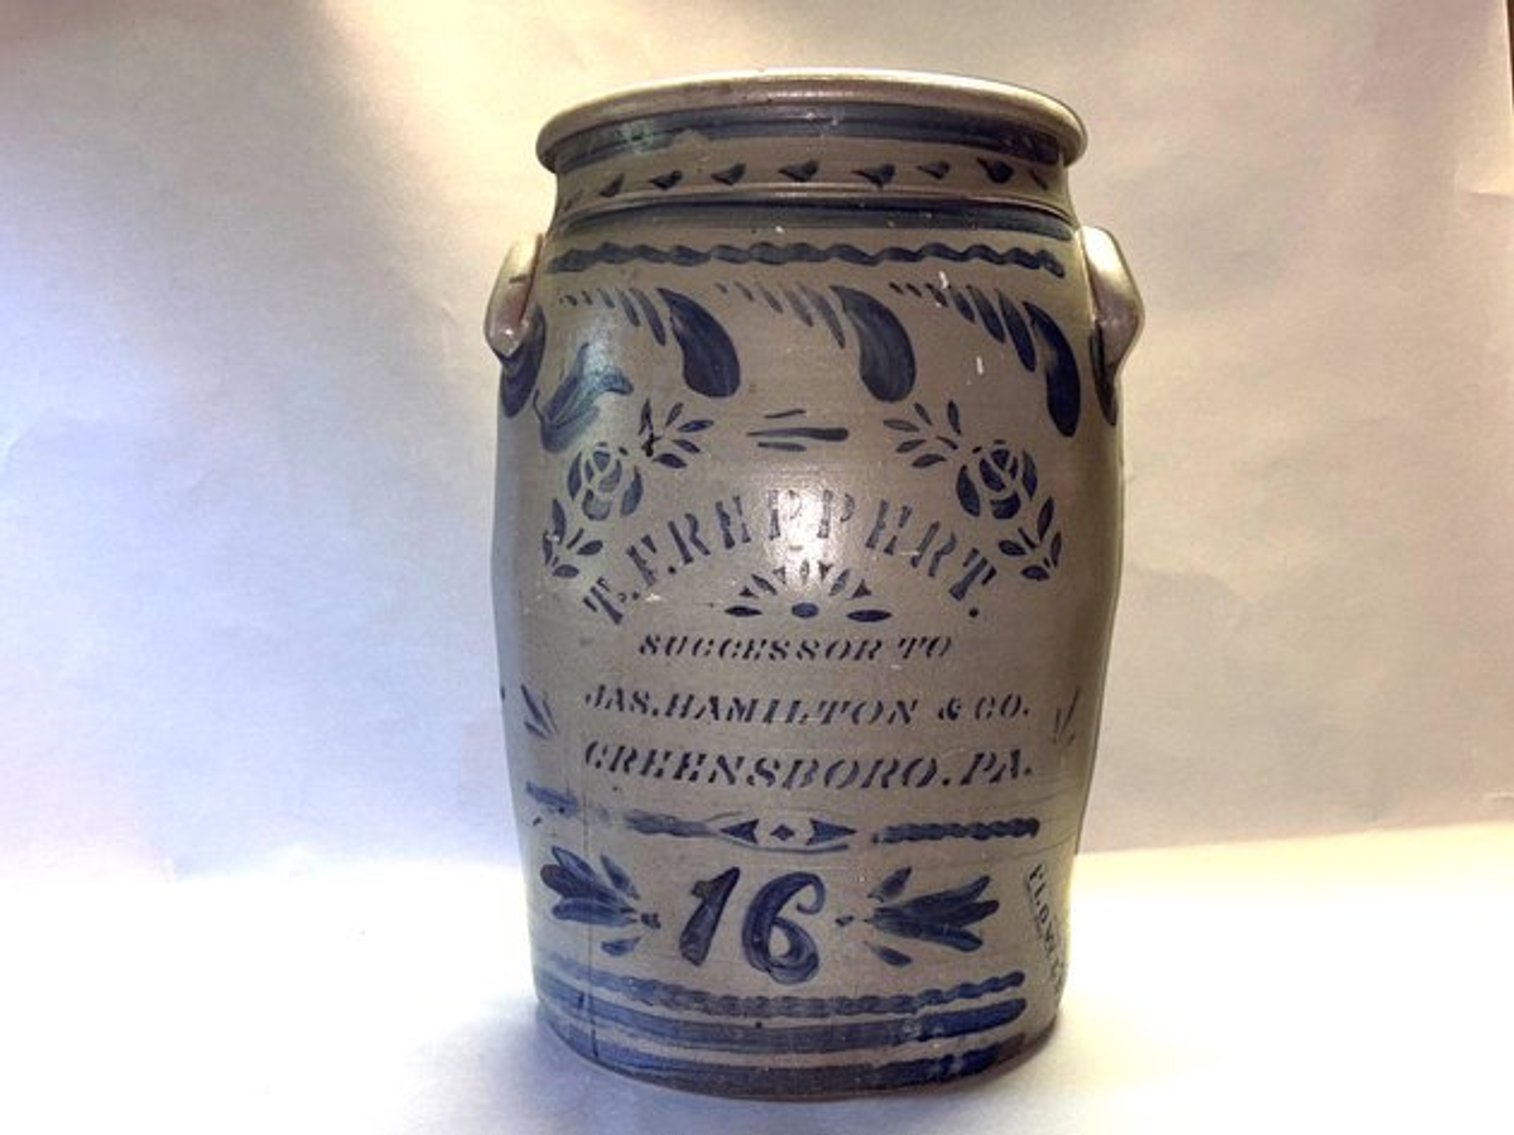 T.F.REPPERT.
SUCCESSOR TO
JAS.HAMILTON & CO.
GREENSBORO.PA.
16